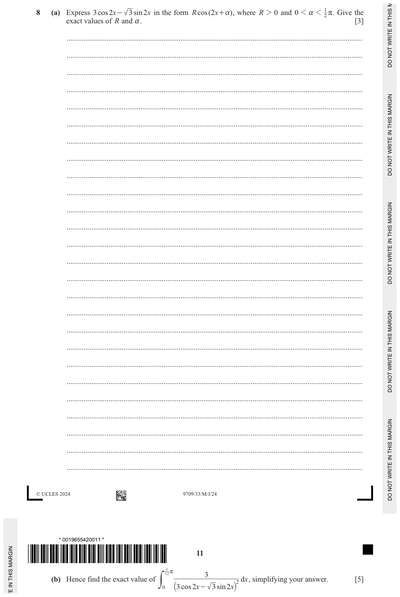 8 (a) Express 3 cos 2x − √3 sin 2x in the form R cos(2x + α), where R > 0 and 0 < α < ½π. Give the
exact values of R and α. [3]
DO NOT WRITE IN THIS MARGIN
DO NOT WRITE IN THIS MARGIN
DO NOT WRITE IN THIS MARGIN
DO NOT WRITE IN THIS MARGIN
DO NOT WRITE IN THIS MARGIN
© UCLES 2024 9709/33/M/J/24
* 0019655420011 *
11
E IN THIS MARGIN
(b) Hence find the exact value of ∫ 3 / (3 cos 2x − √3 sin 2x)² dx, simplifying your answer. [5]